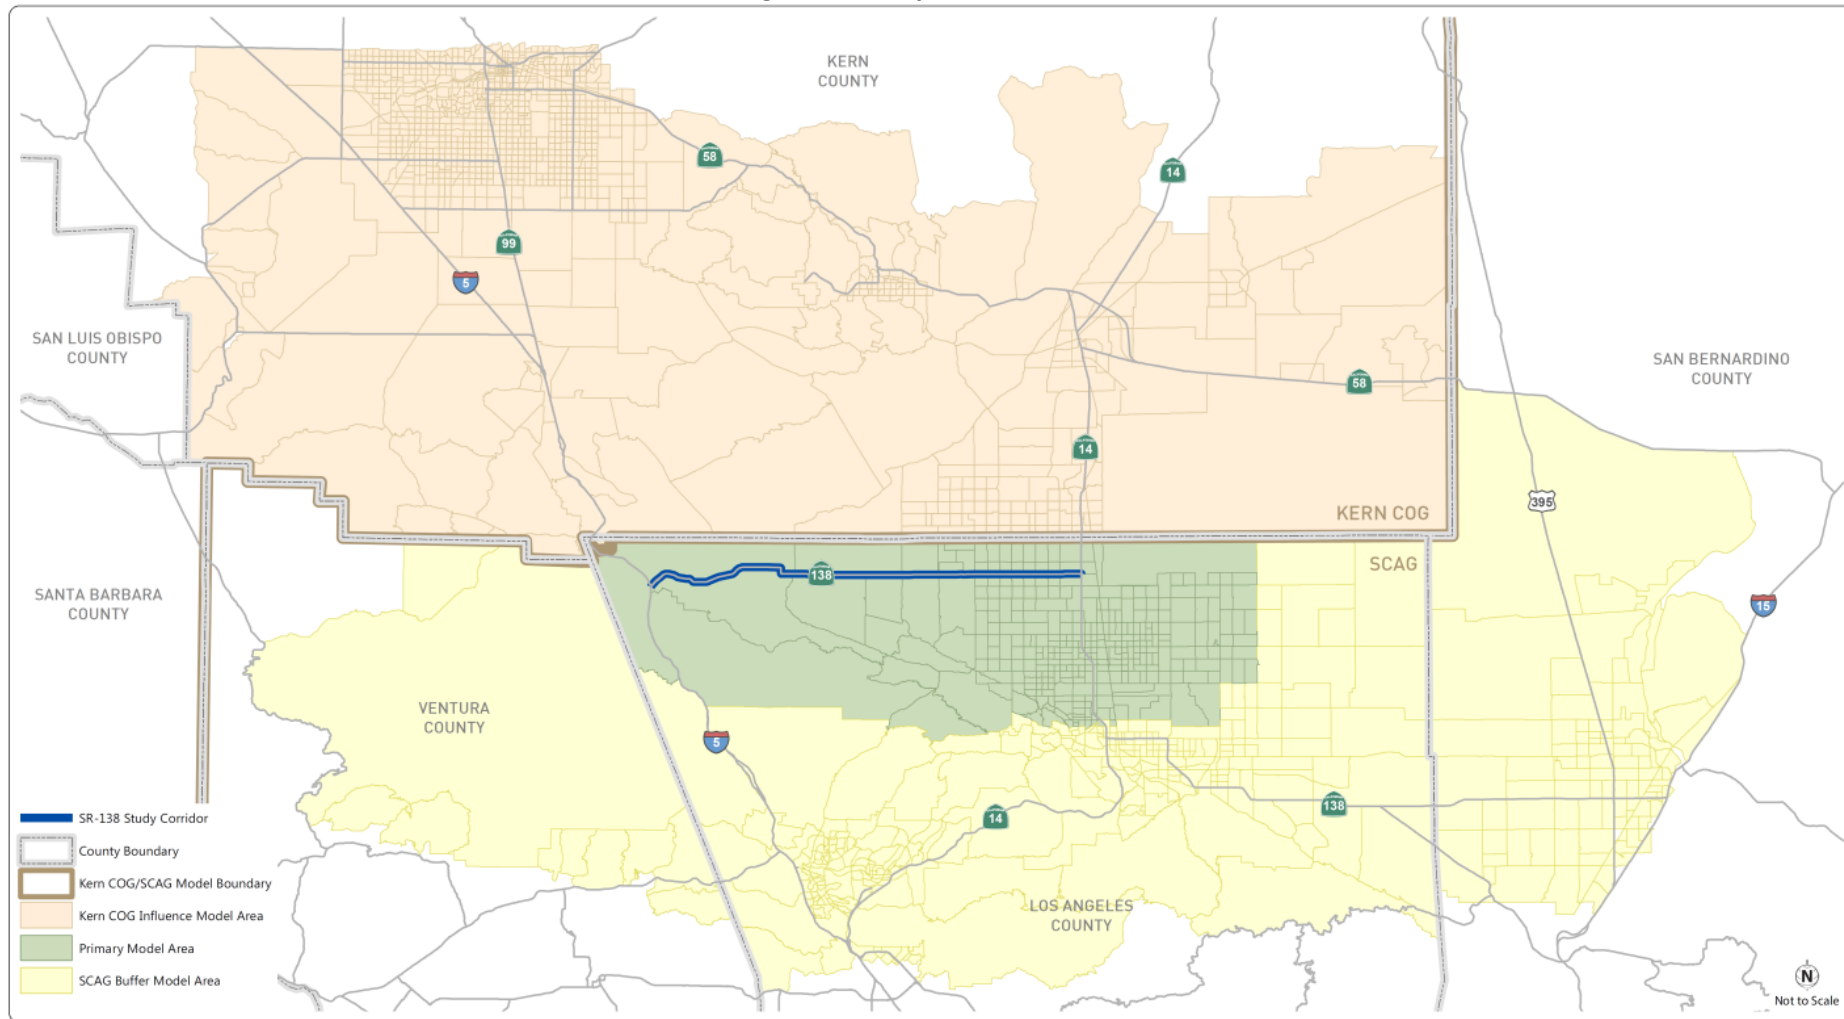 KERN
COUNTY
58
14
99
5
SAN LUIS OBISPO
COUNTY
SAN BERNARDINO
COUNTY
58
14
395
KERN COG
SCAG
138
SANTA BARBARA
COUNTY
15
VENTURA
COUNTY
5
138
14
LOS ANGELES
COUNTY
SR-138 Study Corridor
County Boundary
Kern COG/SCAG Model Boundary
Kern COG Influence Model Area
Primary Model Area
SCAG Buffer Model Area
N
Not to Scale